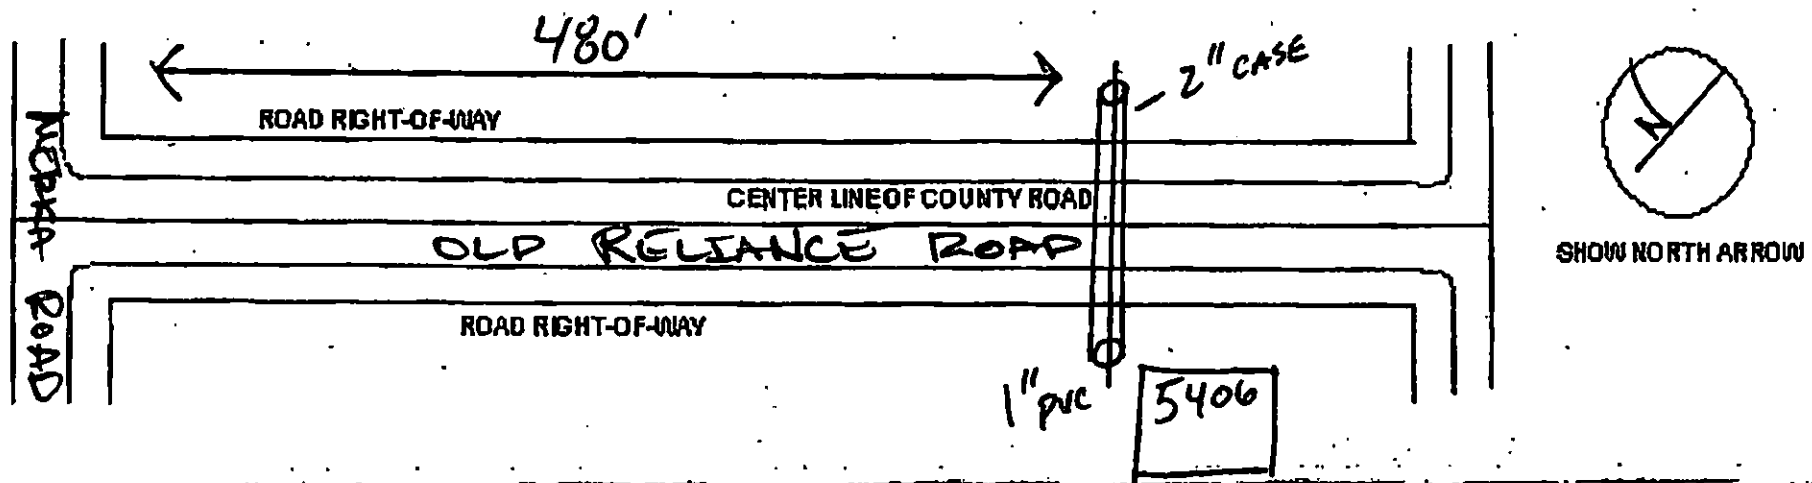 480'
2" CASE
ROAD RIGHT-OF-WAY
CENTER LINE OF COUNTY ROAD
OLD RELIANCE ROAD
ROAD RIGHT-OF-WAY
1" PVC
5406
ROAD
N
SHOW NORTH ARROW